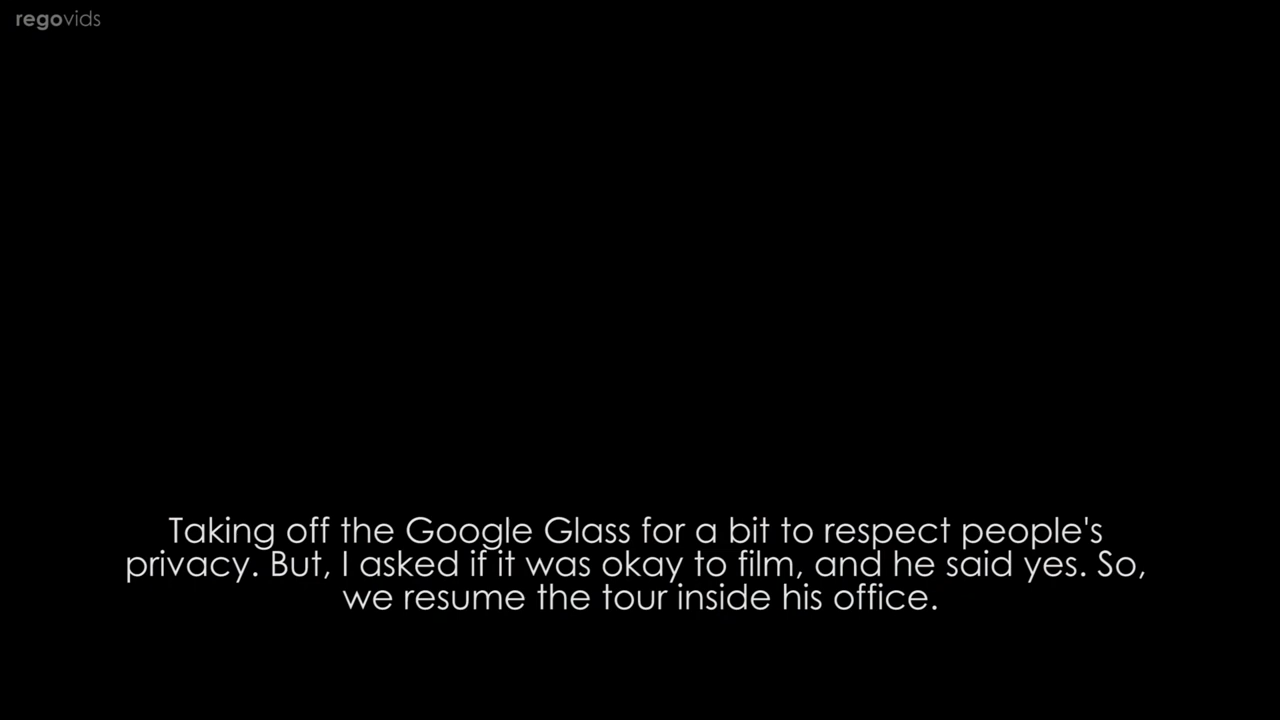 regovids
Taking off the Google Glass for a bit to respect people's
privacy. But, I asked if it was okay to film, and he said yes. So,
we resume the tour inside his office.